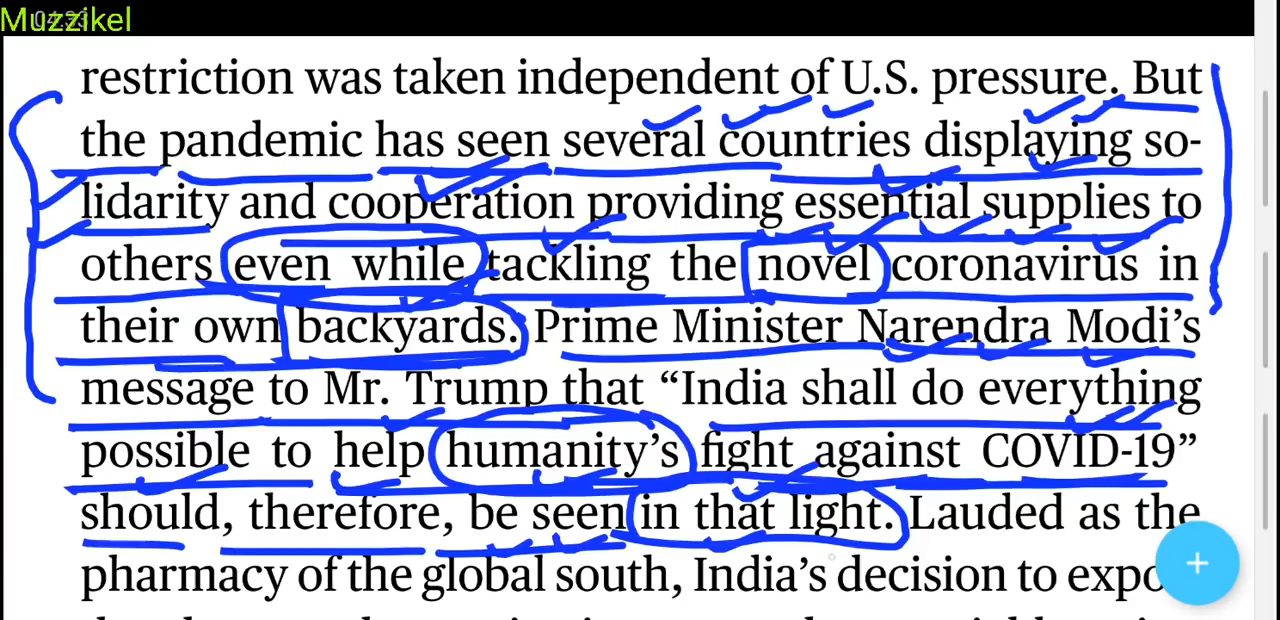 Muzzikel
restriction was taken independent of U.S. pressure. But
the pandemic has seen several countries displaying so-
lidarity and cooperation providing essential supplies to
others even while tackling the novel coronavirus in
their own backyards. Prime Minister Narendra Modi’s
message to Mr. Trump that “India shall do everything
possible to help humanity’s fight against COVID-19”
should, therefore, be seen in that light. Lauded as the
pharmacy of the global south, India’s decision to expo